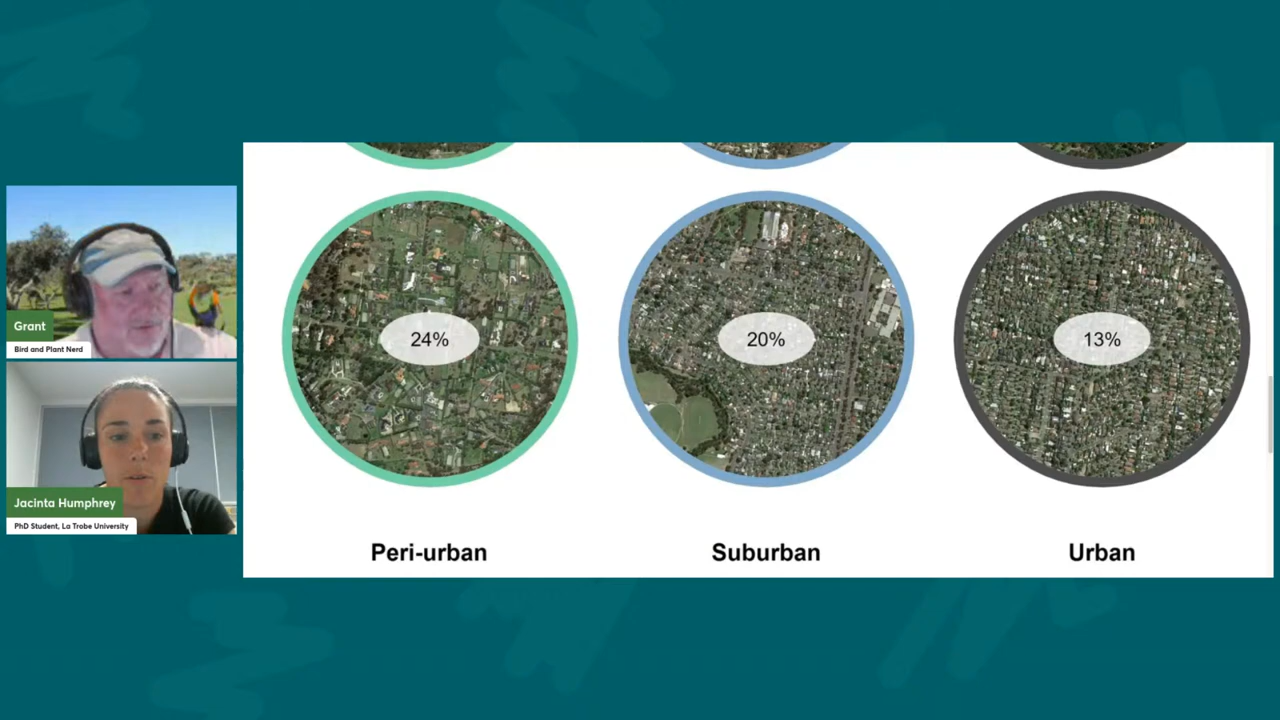 Grant
Bird and Plant Nerd
Jacinta Humphrey
PhD Student, La Trobe University
24%
20%
13%
Peri-urban
Suburban
Urban